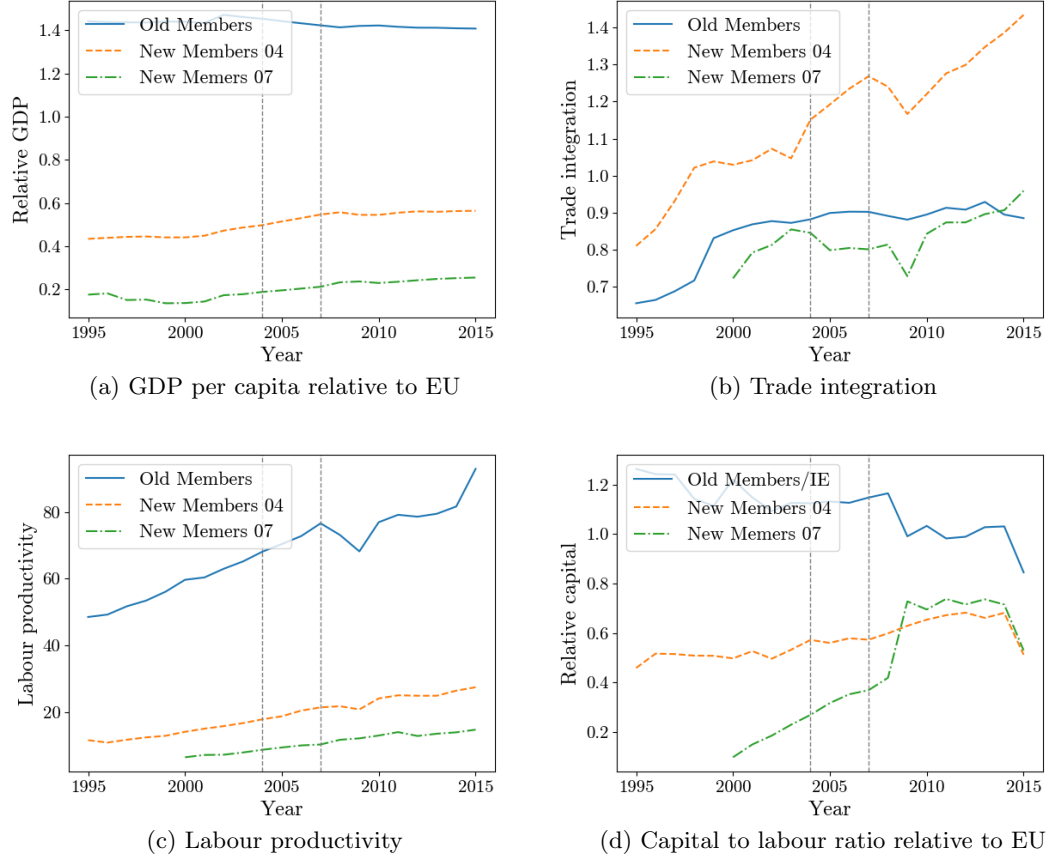 Relative GDP
1.4
1.2
1.0
0.8
0.6
0.4
0.2
Old Members
New Members 04
New Memers 07
1995 2000 2005 2010 2015
Year
(a) GDP per capita relative to EU
Trade integration
1.4
1.3
1.2
1.1
1.0
0.9
0.8
0.7
Old Members
New Members 04
New Memers 07
1995 2000 2005 2010 2015
Year
(b) Trade integration
Labour productivity
80
60
40
20
Old Members
New Members 04
New Memers 07
1995 2000 2005 2010 2015
Year
(c) Labour productivity
Relative capital
1.2
1.0
0.8
0.6
0.4
0.2
Old Members/IE
New Members 04
New Memers 07
1995 2000 2005 2010 2015
Year
(d) Capital to labour ratio relative to EU